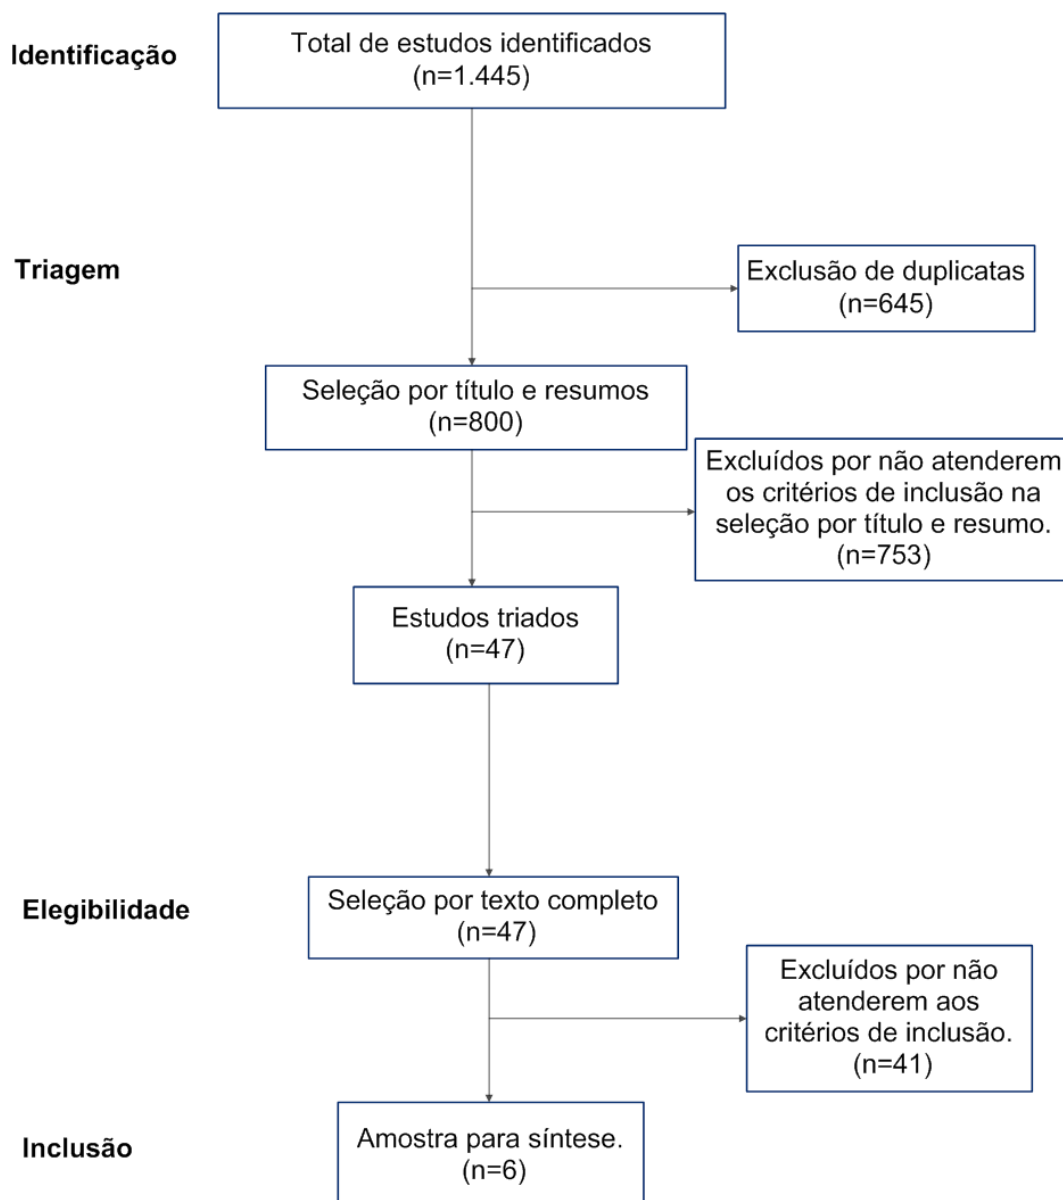 Identificação
Total de estudos identificados
(n=1.445)
Triagem
Exclusão de duplicatas
(n=645)
Seleção por título e resumos
(n=800)
Excluídos por não atenderem
os critérios de inclusão na
seleção por título e resumo.
(n=753)
Estudos triados
(n=47)
Elegibilidade
Seleção por texto completo
(n=47)
Excluídos por não
atenderem aos
critérios de inclusão.
(n=41)
Inclusão
Amostra para síntese.
(n=6)